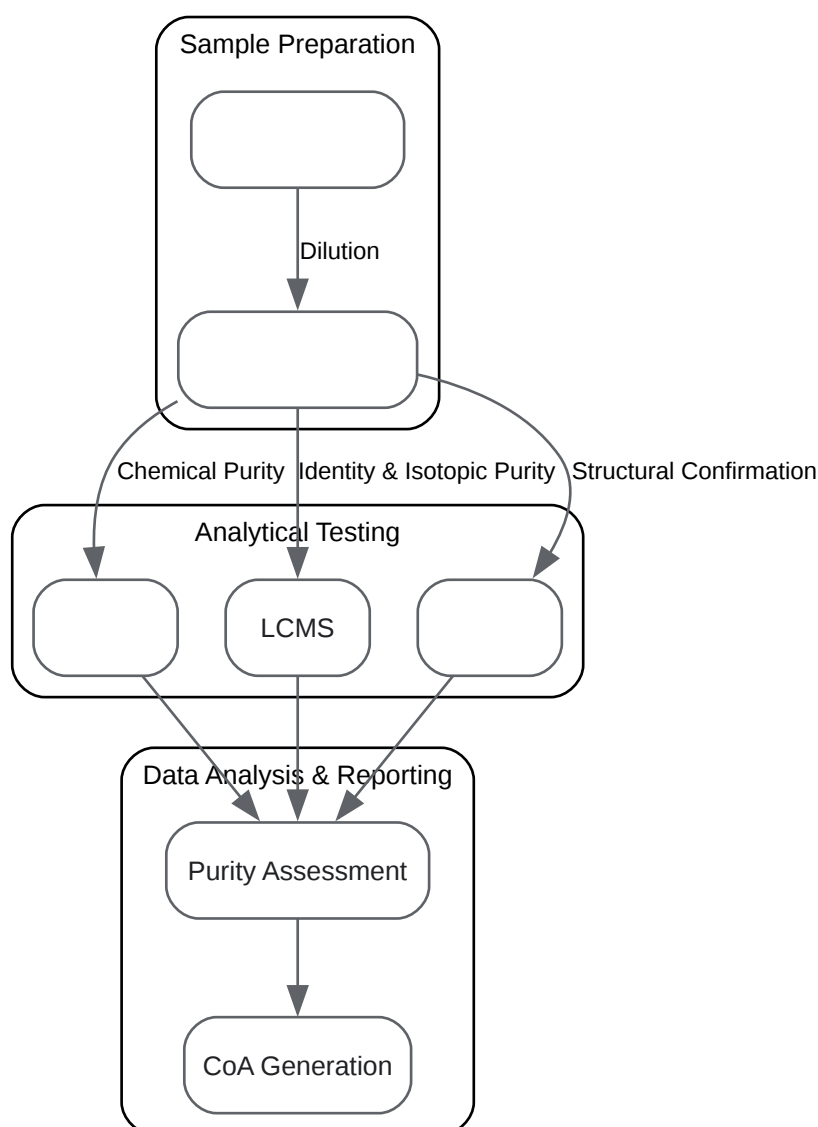 Sample Preparation
Dilution
Chemical Purity
Identity & Isotopic Purity
Structural Confirmation
Analytical Testing
LCMS
Data Analysis & Reporting
Purity Assessment
CoA Generation